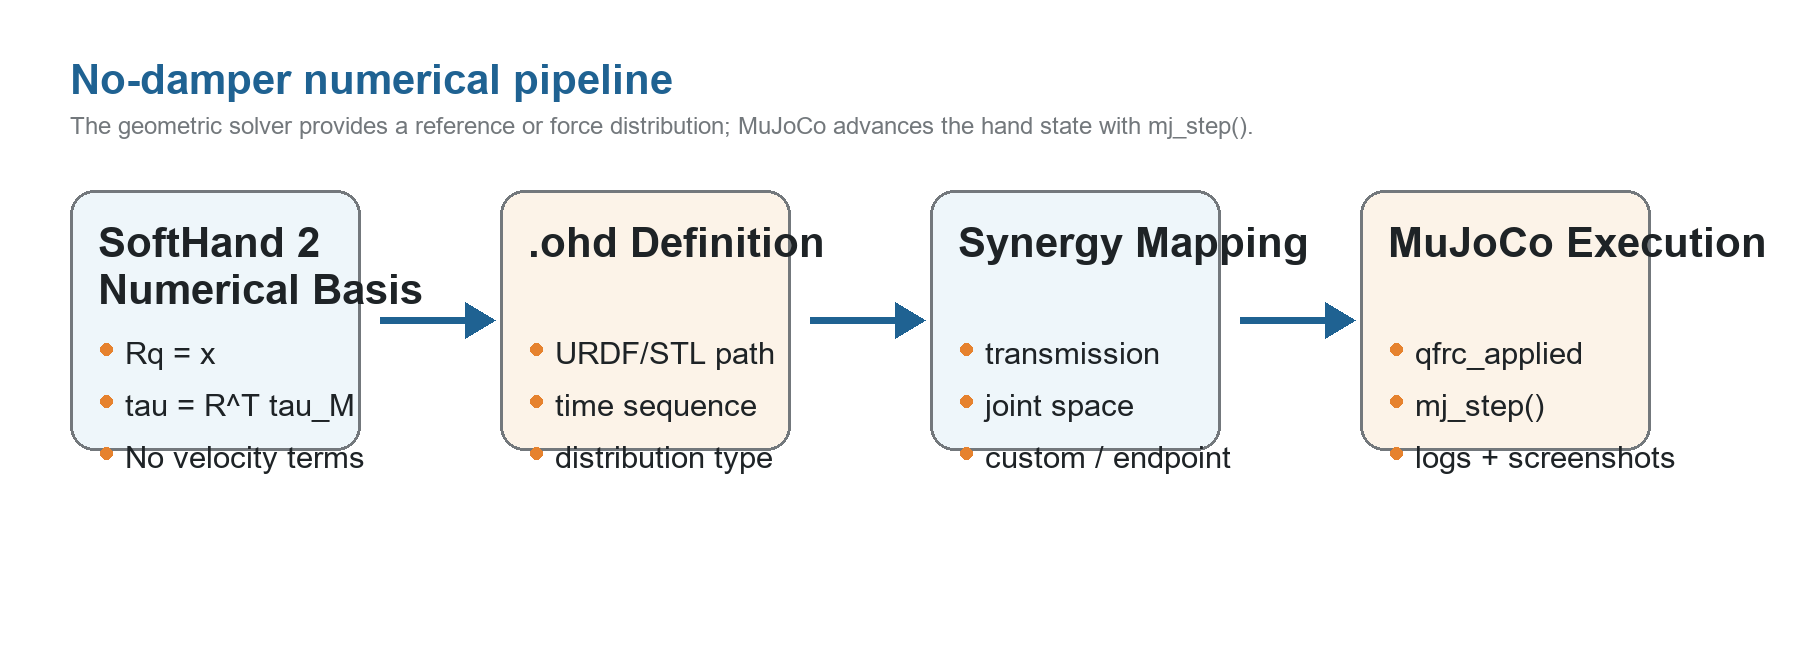 No-damper numerical pipeline
The geometric solver provides a reference or force distribution; MuJoCo advances the hand state with mj_step().
SoftHand 2
Numerical Basis
Rq = x
tau = R^T tau_M
No velocity terms
.ohd Definition
URDF/STL path
time sequence
distribution type
Synergy Mapping
transmission
joint space
custom / endpoint
MuJoCo Execution
qfrc_applied
mj_step()
logs + screenshots